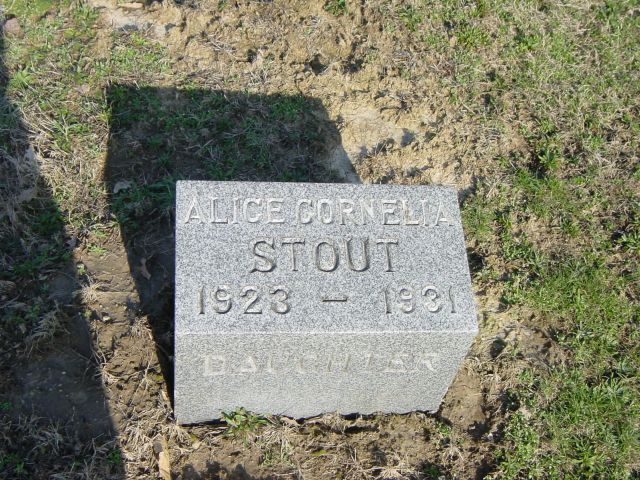 ALICE CORNELIA
STOUT
1923 – 1931
DAUGHTER